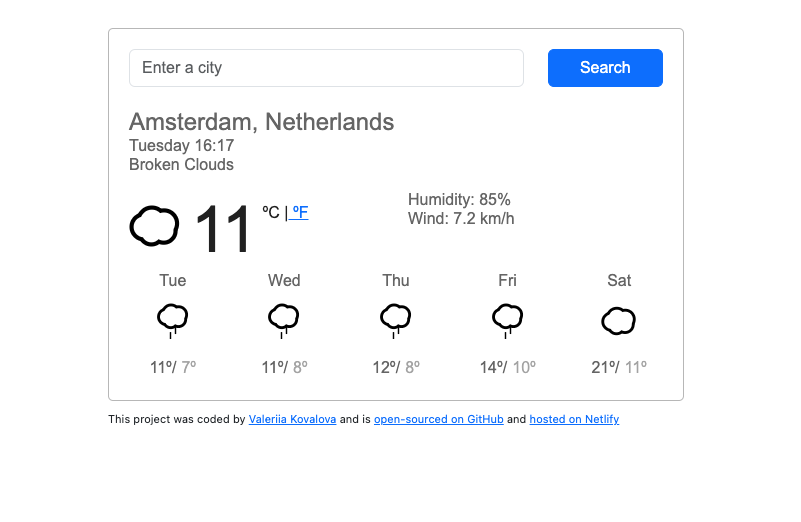 Enter a city
Search
Amsterdam, Netherlands
Tuesday 16:17
Broken Clouds
11 ºC | ºF
Humidity: 85%
Wind: 7.2 km/h
Tue Wed Thu Fri Sat
11º/ 7º 11º/ 8º 12º/ 8º 14º/ 10º 21º/ 11º
This project was coded by Valeriia Kovalova and is open-sourced on GitHub and hosted on Netlify